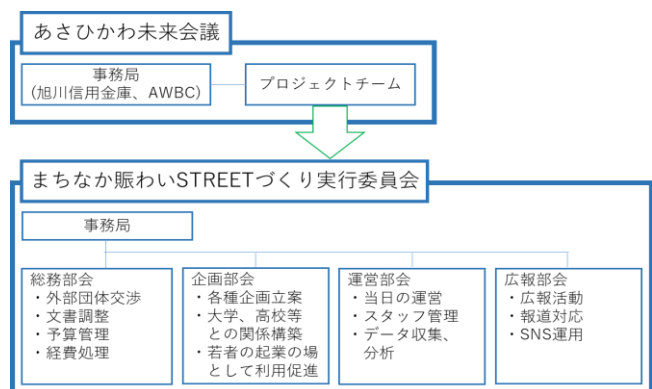 あさひかわ未来会議
事務局
(旭川信用金庫、AWBC)
プロジェクトチーム
まちなか賑わいSTREETづくり実行委員会
事務局
総務部会
・外部団体交渉
・文書調整
・予算管理
・経費処理
企画部会
・各種企画立案
・大学、高校等
との関係構築
・若者の起業の場
として利用促進
運営部会
・当日の運営
・スタッフ管理
・データ収集、
分析
広報部会
・広報活動
・報道対応
・SNS運用